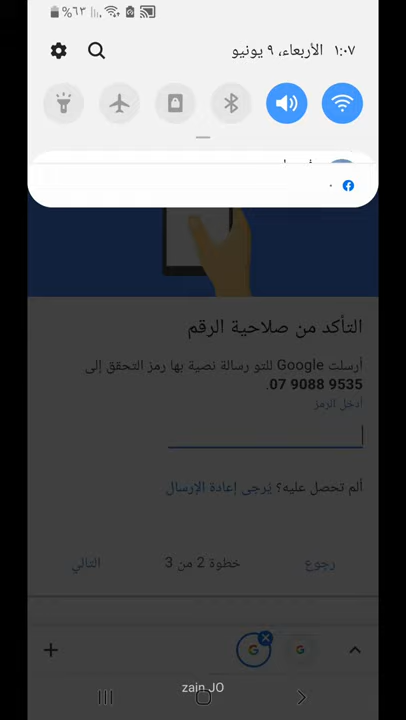 ٪٦٣
١:٠٧ الأربعاء، ٩ يونيو
التأكد من صلاحية الرقم
أرسلت Google للتو رسالة نصية بها رمز التحقق إلى
07 9088 9535.
أدخل الرمز
ألم تحصل عليه؟ يُرجى إعادة الإرسال
رجوع خطوة 2 من 3 التالي
zain JO